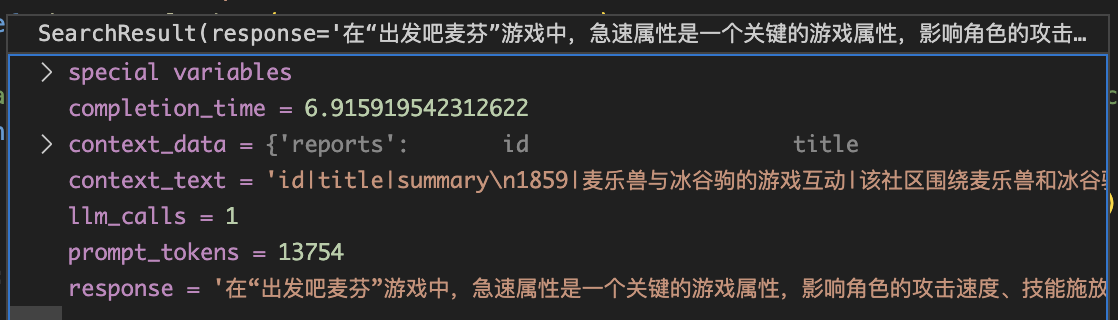 SearchResult(response='在“出发吧麦芬”游戏中，急速属性是一个关键的游戏属性，影响角色的攻击…
> special variables
completion_time = 6.915919542312622
> context_data = {'reports': id title
context_text = 'id|title|summary\n1859|麦乐兽与冰谷驹的游戏互动|该社区围绕麦乐兽和冰谷
llm_calls = 1
prompt_tokens = 13754
response = '在“出发吧麦芬”游戏中，急速属性是一个关键的游戏属性，影响角色的攻击速度、技能施放